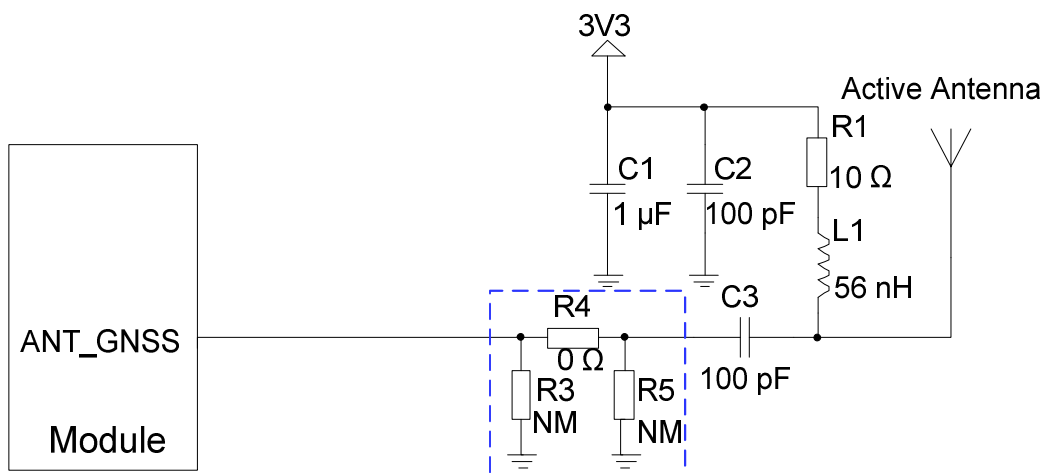 3V3
Active Antenna
R1
10 Ω
C1
1 µF
C2
100 pF
L1
56 nH
C3
100 pF
R4
0 Ω
ANT_GNSS
R3
NM
R5
NM
Module